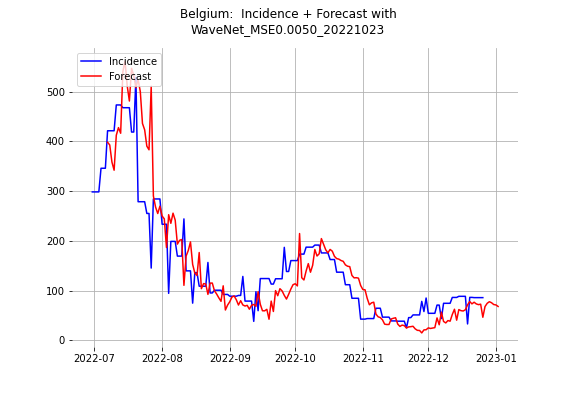 Belgium:  Incidence + Forecast with
WaveNet_MSE0.0050_20221023
Incidence
Forecast
500
400
300
200
100
0
2022-07 2022-08 2022-09 2022-10 2022-11 2022-12 2023-01